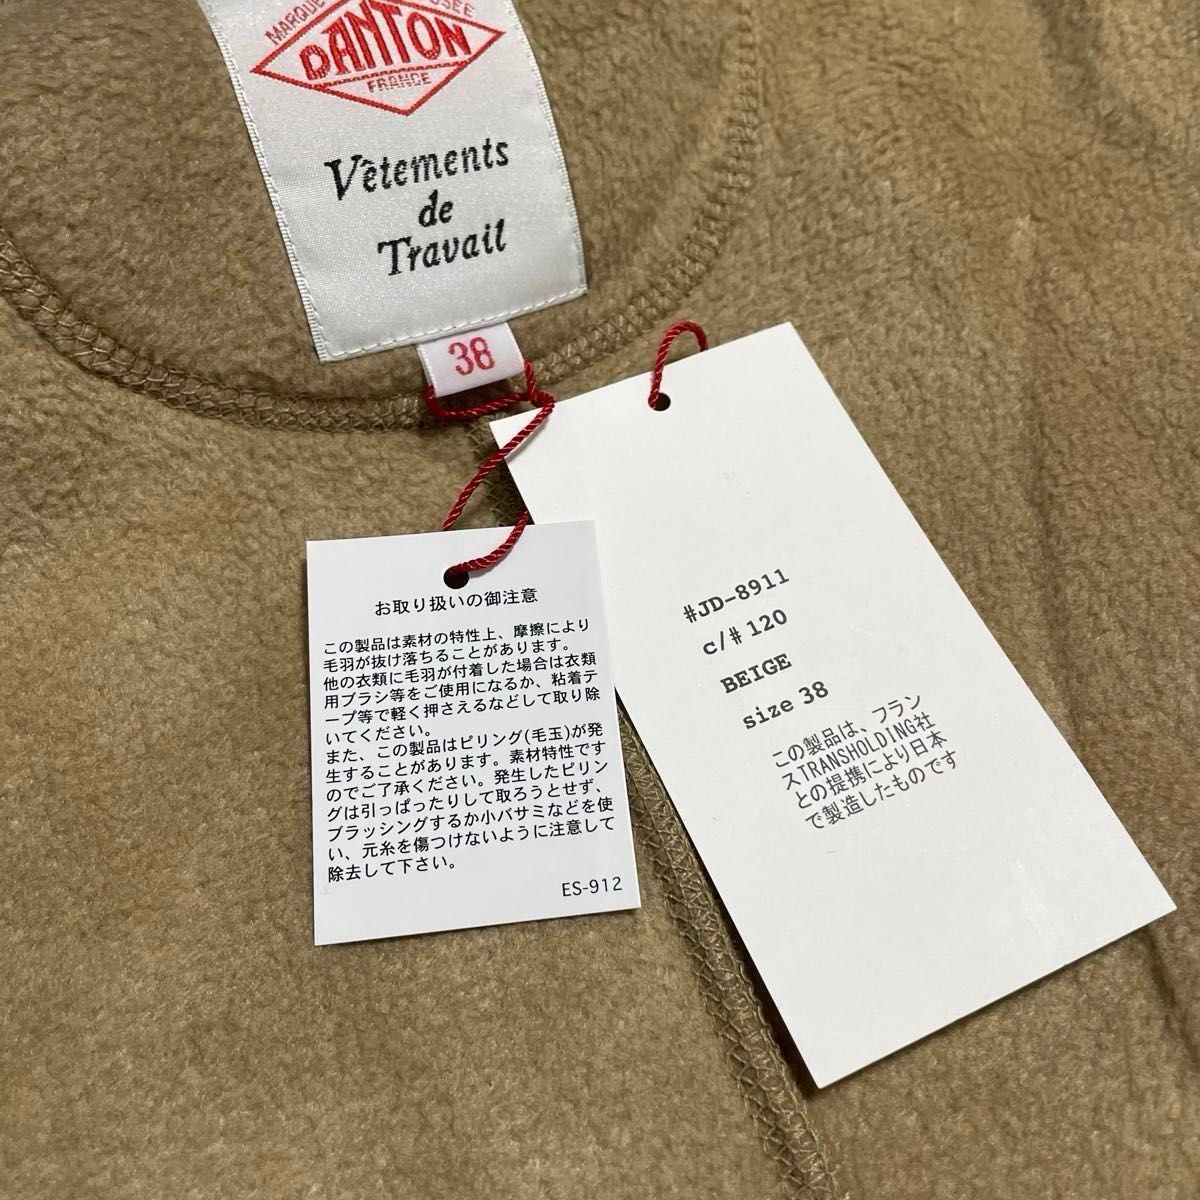 MARQUE
DANTON
FRANCE
Vêtements
de
Travail
38
お取り扱いの御注意
この製品は素材の特性上、摩擦により
毛羽が抜け落ちることがあります。
他の衣類に毛羽が付着した場合は衣類
用ブラシ等をご使用になるか、粘着テ
ープ等で軽く押さえるなどして取り除
いてください。
また、この製品はピリング(毛玉)が発
生することがあります。素材特性です
のでご了承ください。発生したピリン
グは引っぱったりして取ろうとせず、
ブラッシングするか小バサミなどを使
い、元糸を傷つけないように注意して
除去して下さい。
ES-912
#JD-8911
c/# 120
BEIGE
size 38
この製品は、フラン
スTRANSHOLDING社
との提携により日本
で製造したものです